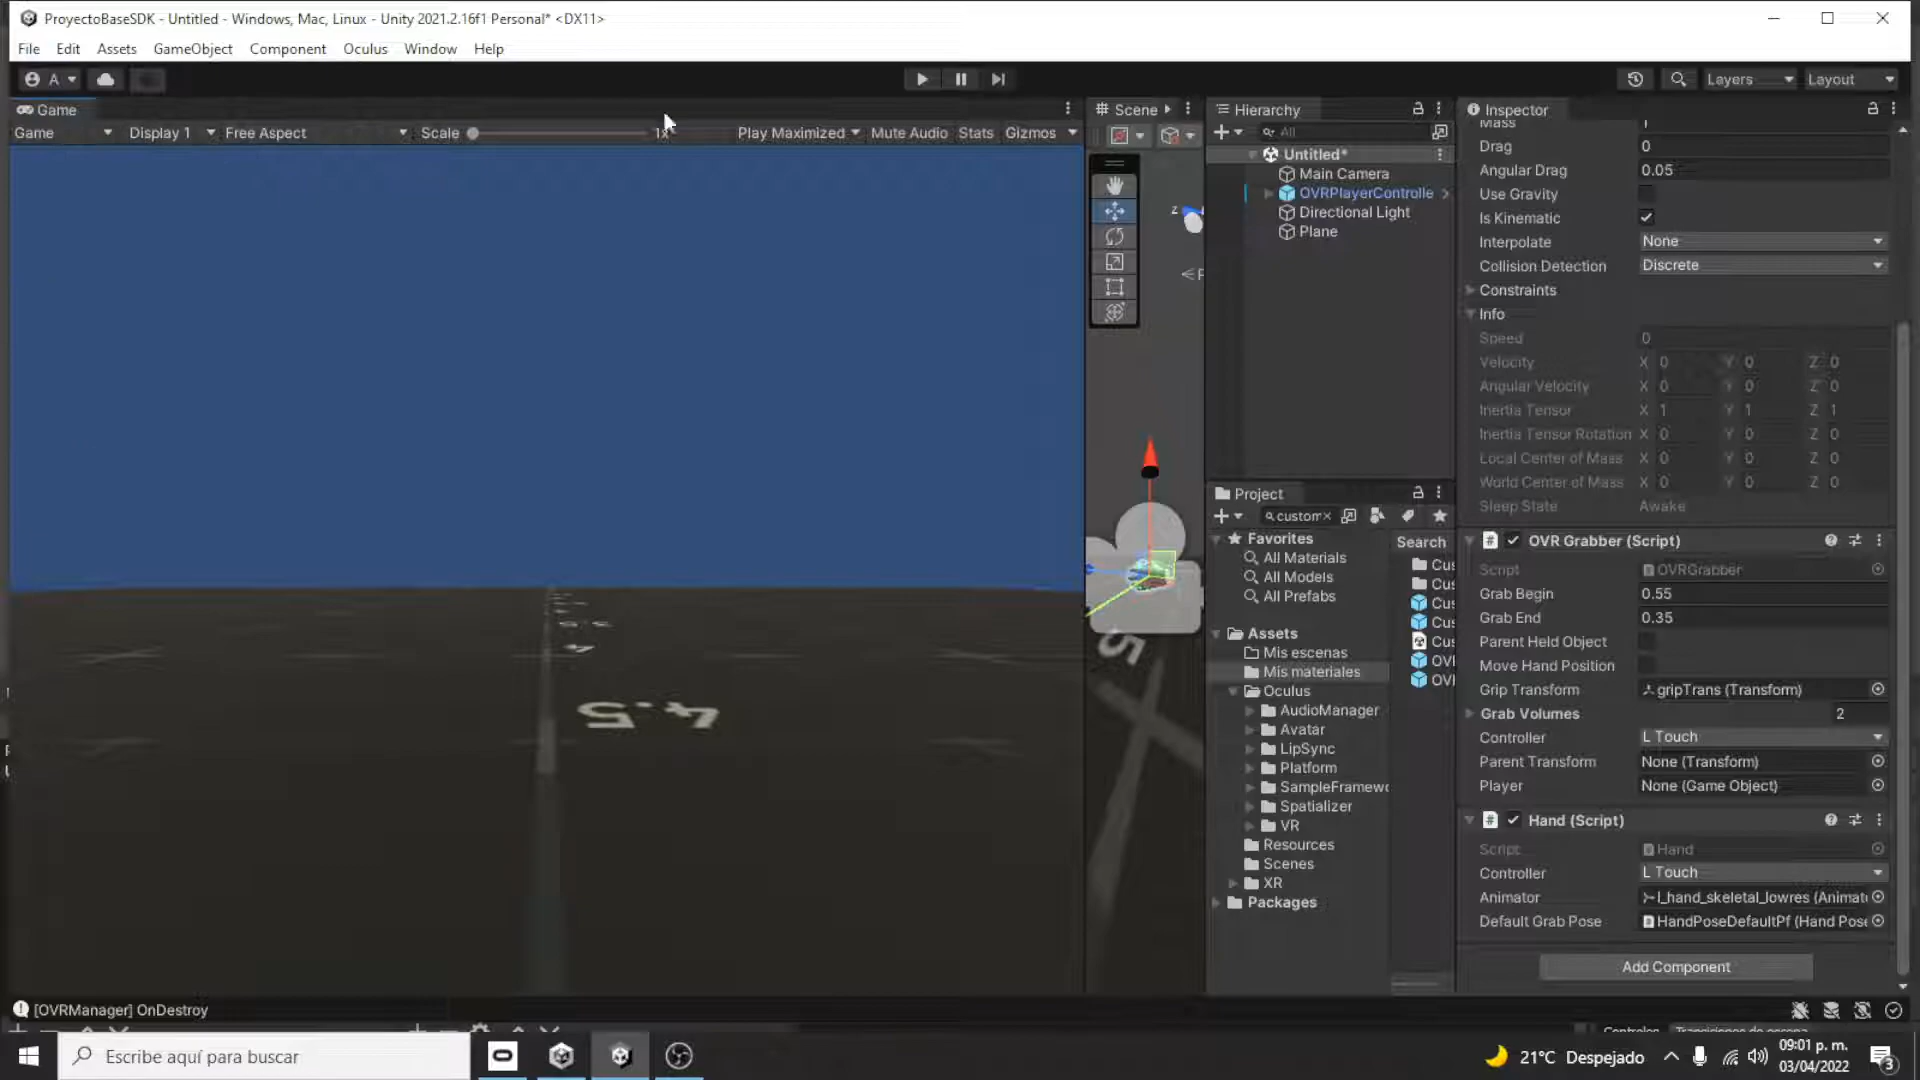 ProyectoBaseSDK - Untitled - Windows, Mac, Linux - Unity 2021.2.16f1 Personal* <DX11>
File Edit Assets GameObject Component Oculus Window Help
A Layers Layout
Game
Game Display 1 Free Aspect Scale 1x Play Maximized Mute Audio Stats Gizmos
4.5
Scene
z
5
Hierarchy
All
Untitled*
Main Camera
OVRPlayerControlle
Directional Light
Plane
Project
custom
Favorites
All Materials
All Models
All Prefabs
Assets
Mis escenas
Mis materiales
Oculus
AudioManager
Avatar
LipSync
Platform
SampleFramewo
Spatializer
VR
Resources
Scenes
XR
Packages
Search
Cus
Cus
Cus
Cus
Cus
OVI
OVI
Inspector
Mass 1
Drag 0
Angular Drag 0.05
Use Gravity
Is Kinematic
Interpolate None
Collision Detection Discrete
Constraints
Info
Speed 0
Velocity X 0 Y 0 Z 0
Angular Velocity X 0 Y 0 Z 0
Inertia Tensor X 1 Y 1 Z 1
Inertia Tensor Rotation X 0 Y 0 Z 0
Local Center of Mass X 0 Y 0 Z 0
World Center of Mass X 0 Y 0 Z 0
Sleep State Awake
# OVR Grabber (Script)
Script OVRGrabber
Grab Begin 0.55
Grab End 0.35
Parent Held Object
Move Hand Position
Grip Transform gripTrans (Transform)
Grab Volumes 2
Controller L Touch
Parent Transform None (Transform)
Player None (Game Object)
# Hand (Script)
Script Hand
Controller L Touch
Animator l_hand_skeletal_lowres (Animato
Default Grab Pose HandPoseDefaultPf (Hand Pose
Add Component
[OVRManager] OnDestroy
Escribe aquí para buscar
21°C Despejado
09:01 p. m.
03/04/2022
3